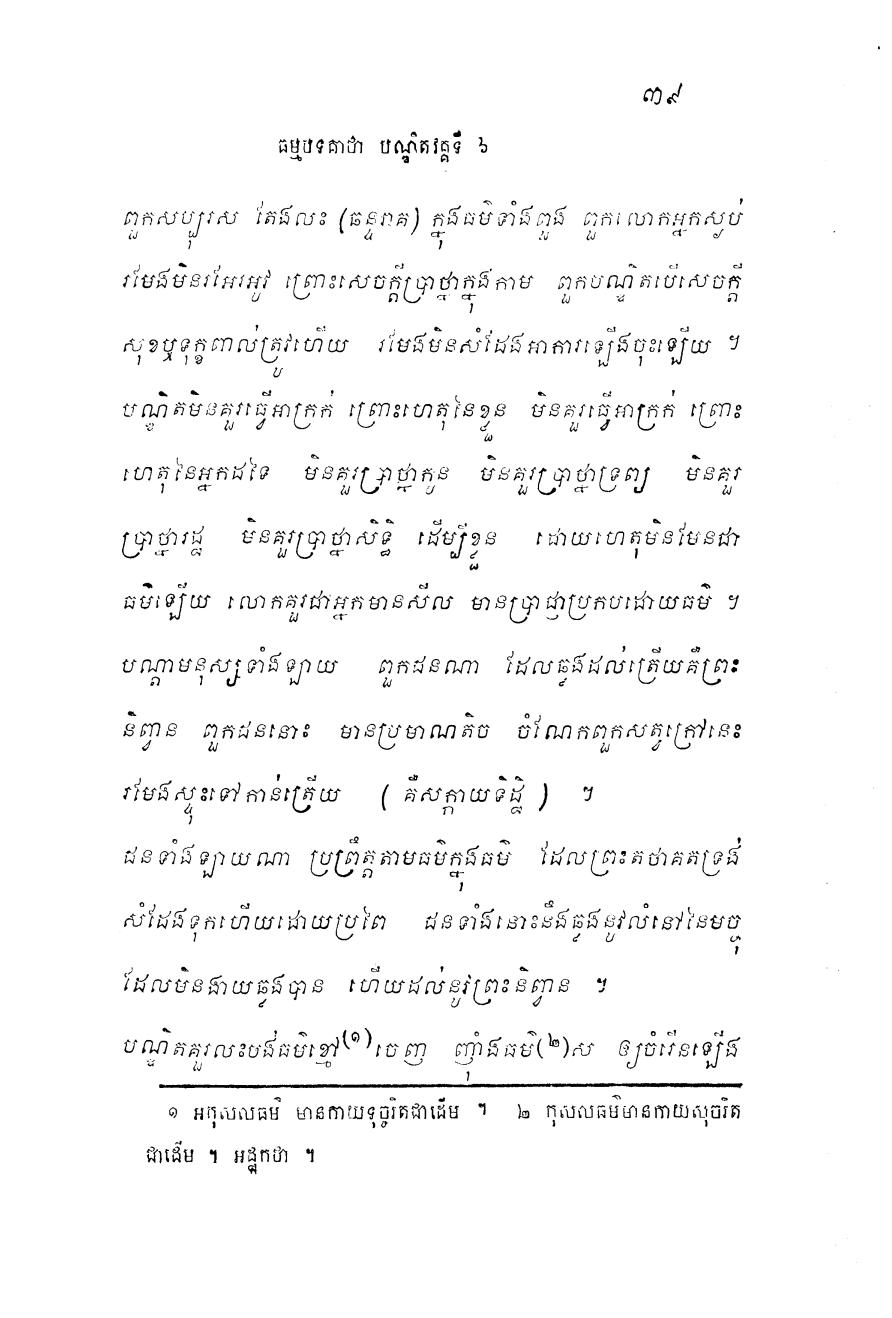 ៣៩
ធម្មបទគាថា បណ្ឌិតវគ្គទី ៦
ពួកសប្បុរស តែងលះ (ឆន្ទរាគ) ក្នុងធម៌ទាំងពួង ពួកលោកអ្នកស្ងប់
រមែងមិនរអែរអូវ ព្រោះសេចក្តីប្រាថ្នាក្នុងកាម ពួកបណ្ឌិតបើសេចក្តី
សុខឬទុក្ខពាល់ត្រូវហើយ រមែងមិនសំដែងអាការឡើងចុះឡើយ ។
បណ្ឌិតមិនគួរធ្វើអាក្រក់ ព្រោះហេតុនៃខ្លួន មិនគួរធ្វើអាក្រក់ ព្រោះ
ហេតុនៃអ្នកដទៃ មិនគួរប្រាថ្នាកូន មិនគួរប្រាថ្នាទ្រព្យ មិនគួរ
ប្រាថ្នារដ្ឋ មិនគួរប្រាថ្នាសិទ្ធិ ដើម្បីខ្លួន ដោយហេតុមិនមែនជា
ធម៌ឡើយ លោកគួរជាអ្នកមានសីល មានប្រាជ្ញាប្រកបដោយធម៌ ។
បណ្តាមនុស្សទាំងឡាយ ពួកជនណា ដែលឆ្លងដល់ត្រើយគឺព្រះ
និព្វាន ពួកជននោះ មានប្រមាណតិច ចំណែកពួកសត្វក្រៅនេះ
រមែងស្ទុះទៅកាន់ត្រើយ ( គឺសក្កាយទិដ្ឋិ ) ៗ
ជនទាំងឡាយណា ប្រព្រឹត្តតាមធម៌ក្នុងធម៌ ដែលព្រះតថាគតទ្រង់
សំដែងទុកហើយដោយប្រពៃ ជនទាំងនោះនឹងឆ្លងនូវលំនៅនៃមច្ចុ
ដែលមិនងាយឆ្លងបាន ហើយដល់នូវព្រះនិព្វាន ។
បណ្ឌិតគួរលះបង់ធម៌ខ្មៅ(១)ចេញ ញ៉ាំងធម៌(២)ស ឲ្យចំរើនឡើង
១ អកុសលធម៌ មានកាយទុច្ចរិតជាដើម ។ ២ កុសលធម៌មានកាយសុចរិត
ជាដើម ។ អដ្ឋកថា ។